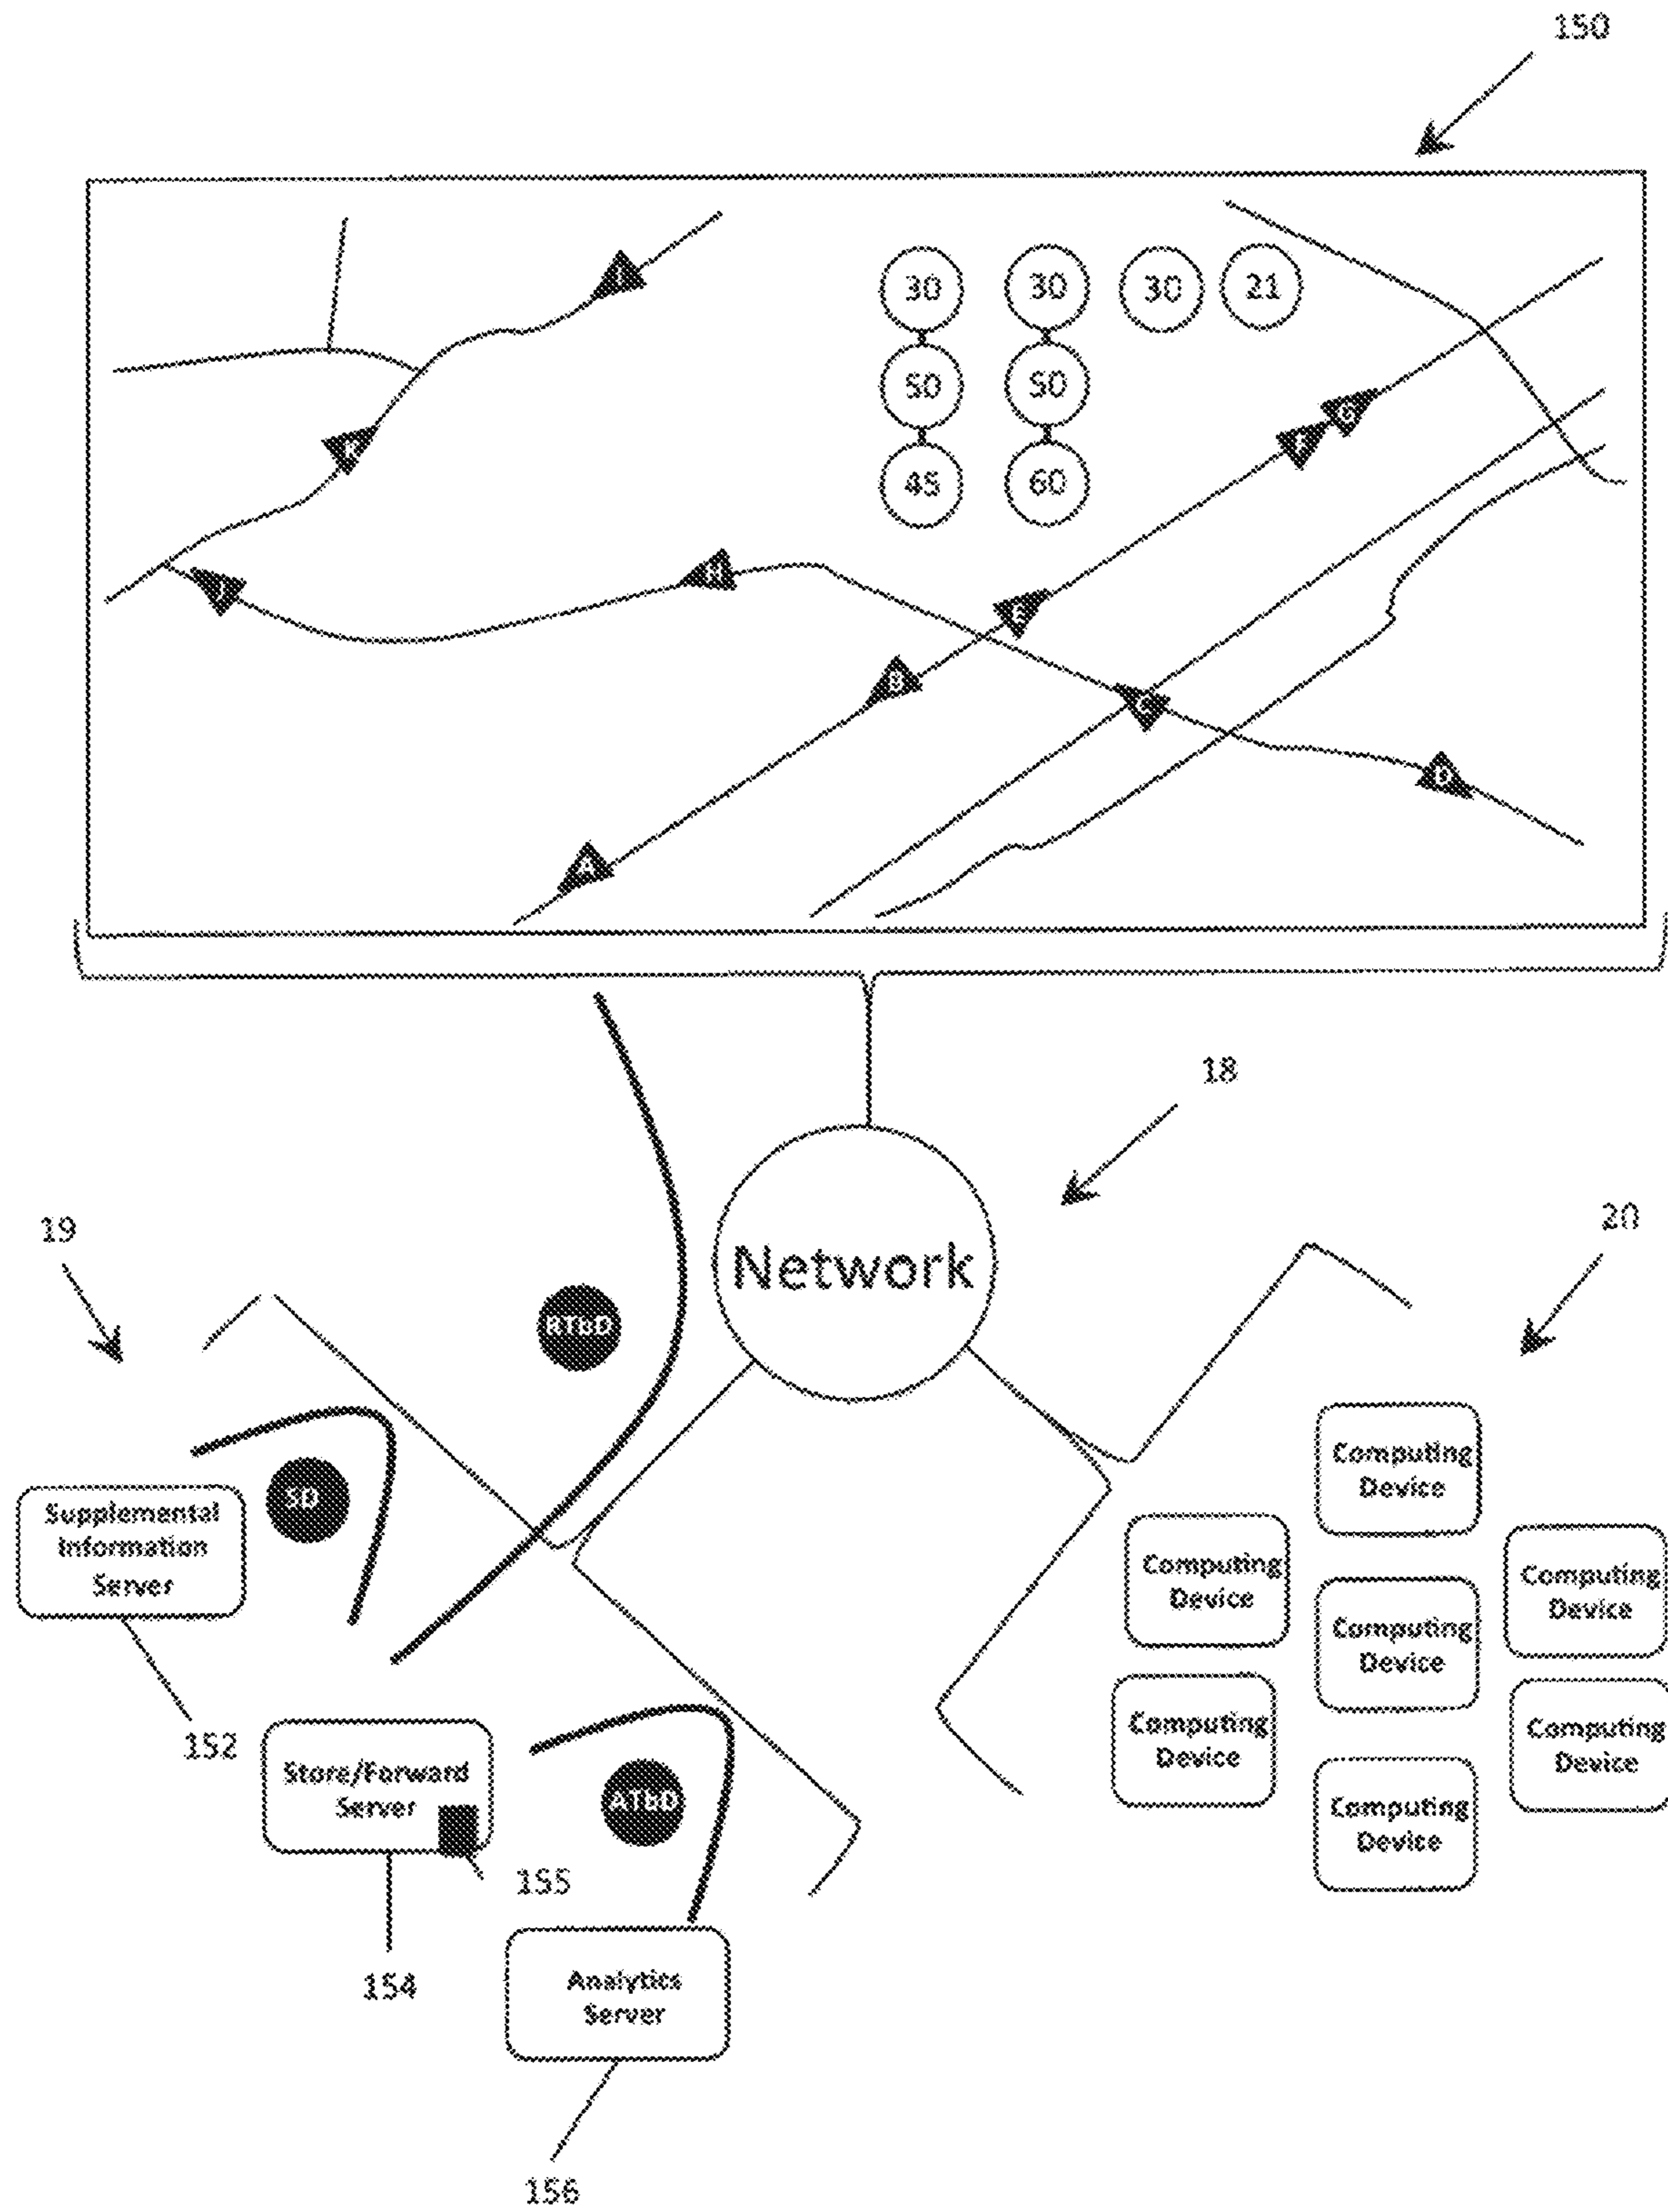 150
30
30
30
21
50
50
45
60
G
F
K
H
E
B
C
D
A
18
19
20
Network
RTbD
SD
Supplemental
Information
Server
Computing
Device
Computing
Device
Computing
Device
Computing
Device
Computing
Device
Computing
Device
Computing
Device
152
Store/Forward
Server
ATbD
155
154
Analytics
Server
156